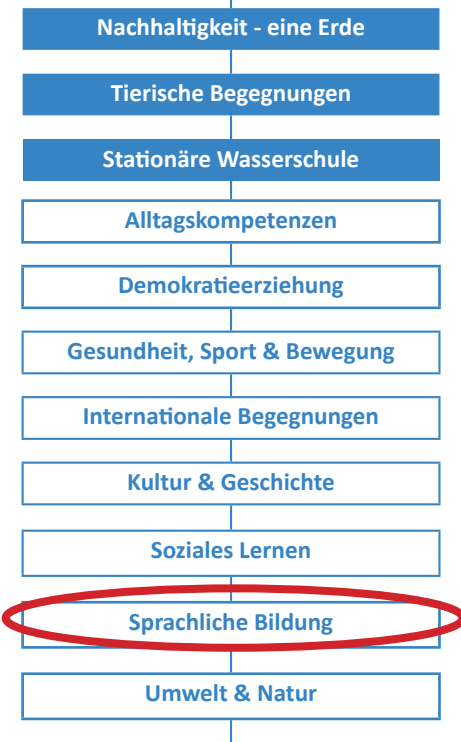 Nachhaltigkeit - eine Erde
Tierische Begegnungen
Stationäre Wasserschule
Alltagskompetenzen
Demokratieerziehung
Gesundheit, Sport & Bewegung
Internationale Begegnungen
Kultur & Geschichte
Soziales Lernen
Sprachliche Bildung
Umwelt & Natur